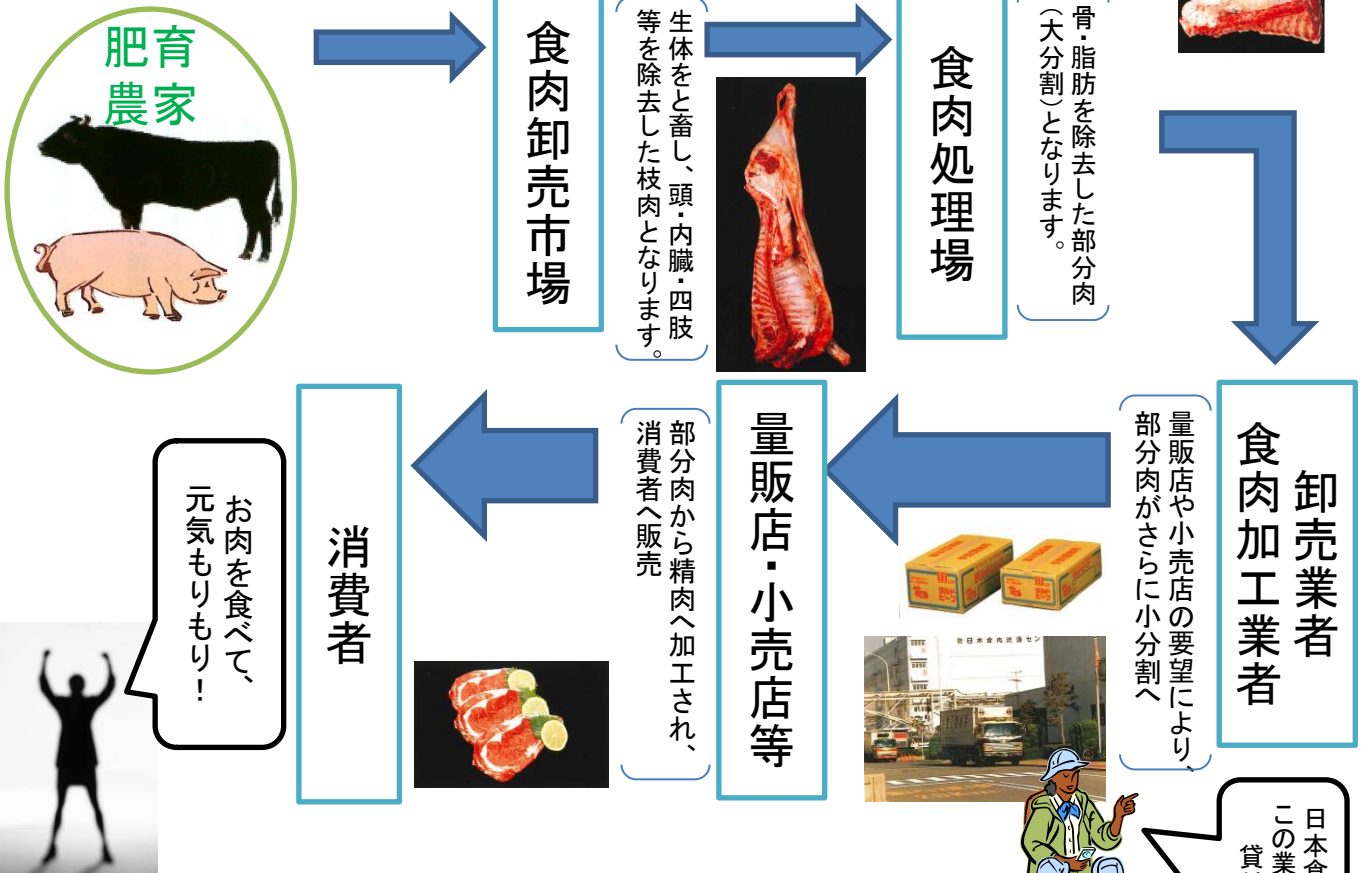 肥育
農家
食肉卸売市場
生体をと畜し、頭・内臓・四肢
等を除去した枝肉となります。
食肉処理場
骨・脂肪を除去した部分肉
(大分割)となります。
卸売業者
食肉加工業者
量販店や小売店の要望により、
部分肉がさらに小分割へ
量販店・小売店等
部分肉から精肉へ加工され、
消費者へ販売
消費者
お肉を食べて、
元気もりもり！
日本食
この業